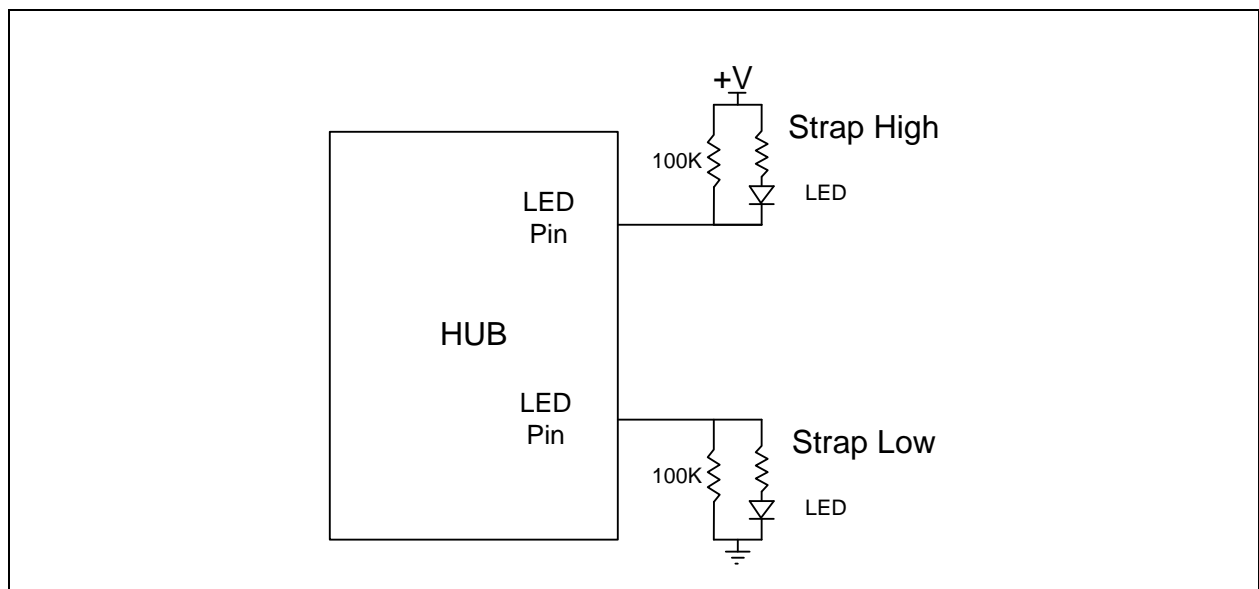 +V
Strap High
100K
LED
LED
Pin
HUB
LED
Pin
Strap Low
100K
LED